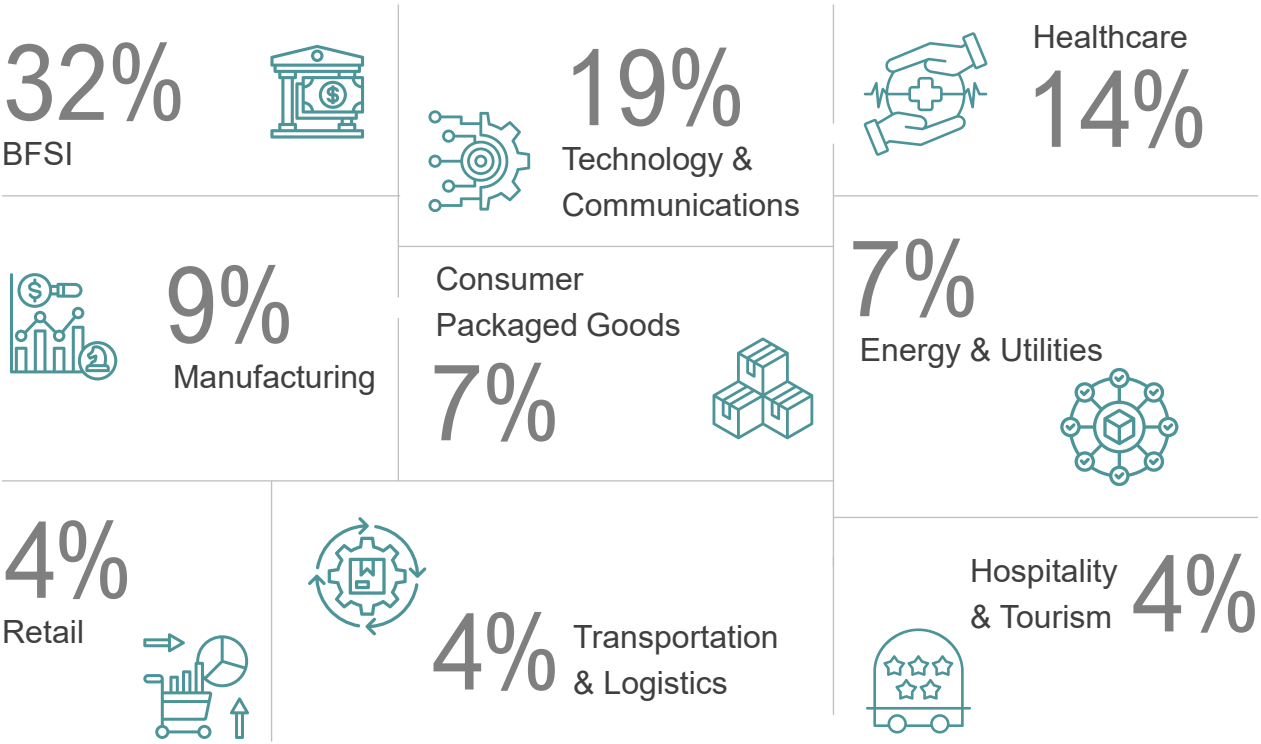 32%
BFSI
19%
Technology &
Communications
Healthcare
14%
9%
Manufacturing
Consumer
Packaged Goods
7%
7%
Energy & Utilities
4%
Retail
4%
Transportation
& Logistics
Hospitality
& Tourism
4%